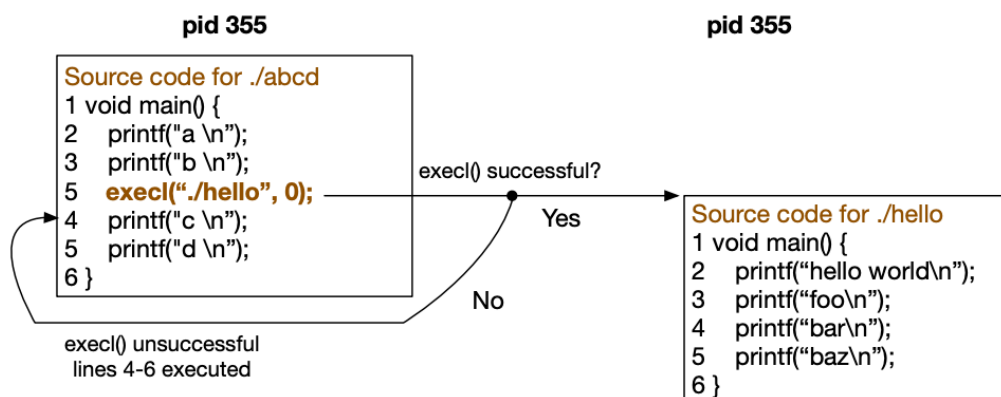 pid 355
Source code for ./abcd
1 void main() {
2 printf("a \n”);
3 printf("b \n”);
5 execl(“./hello”, 0);
4 printf("c \n”);
5 printf("d \n”);
6 }
execl() unsuccessful
lines 4-6 executed
execl() successful?
Yes
No
pid 355
Source code for ./hello
1 void main() {
2 printf(“hello world\n”);
3 printf(“foo\n”);
4 printf(“bar\n”);
5 printf(“baz\n”);
6 }